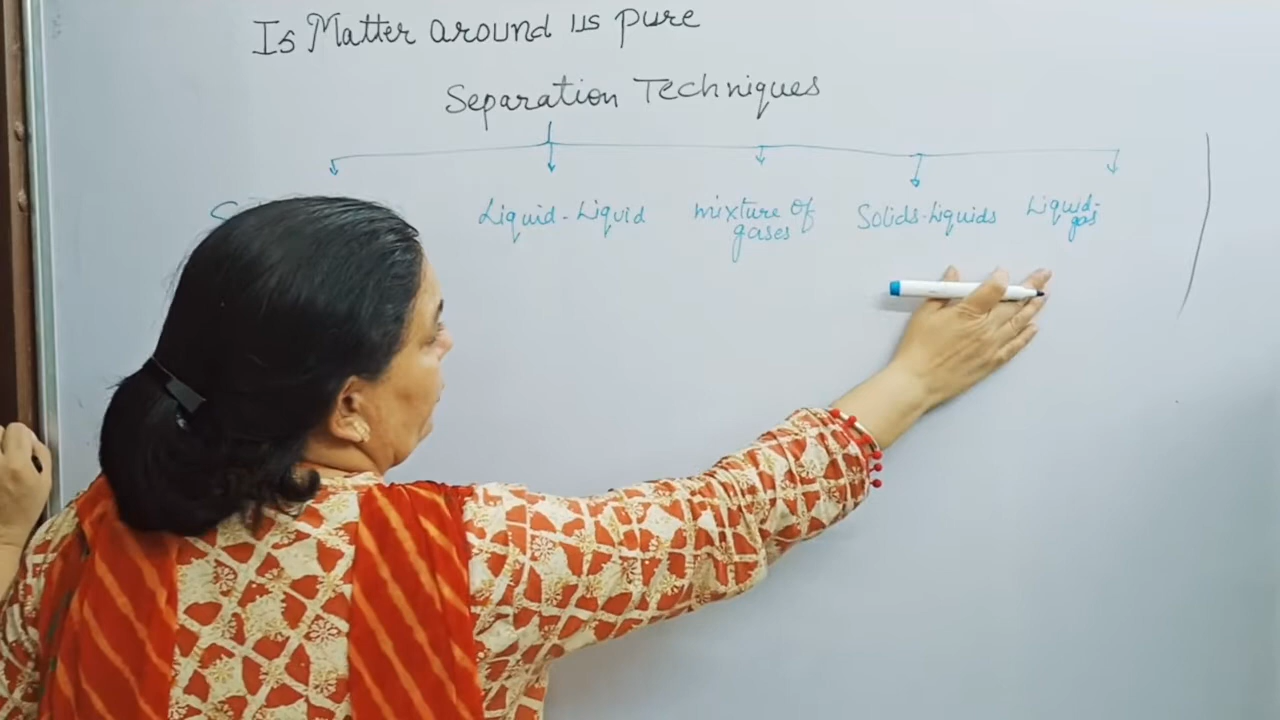 Is Matter around us pure
Separation Techniques
Liquid-Liquid
mixture of
gases
Solids-Liquids
Liquid-
gas